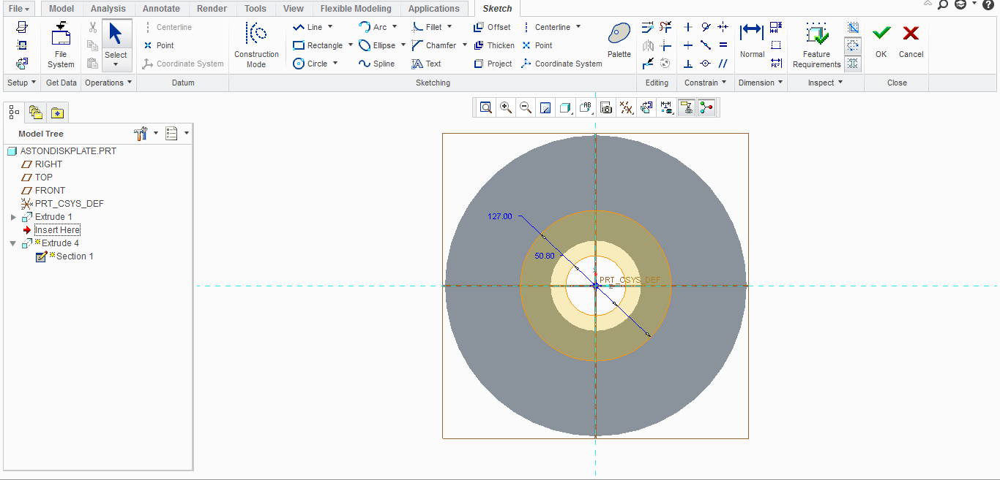 File Model Analysis Annotate Render Tools View Flexible Modeling Applications Sketch
Centerline Line Arc Fillet Offset Centerline
Point Rectangle Ellipse Chamfer Thicken Point
Coordinate System Circle Spline Text Project Coordinate System
File System
Select
Construction Mode
Palette
Normal
REF
Feature Requirements
OK
Cancel
Setup Get Data Operations Datum Sketching Editing Constrain Dimension Inspect Close
Model Tree
ASTONDISKPLATE.PRT
RIGHT
TOP
FRONT
PRT_CSYS_DEF
Extrude 1
Insert Here
Extrude 4
Section 1
127.00
50.80
PRT_CSYS_DEF